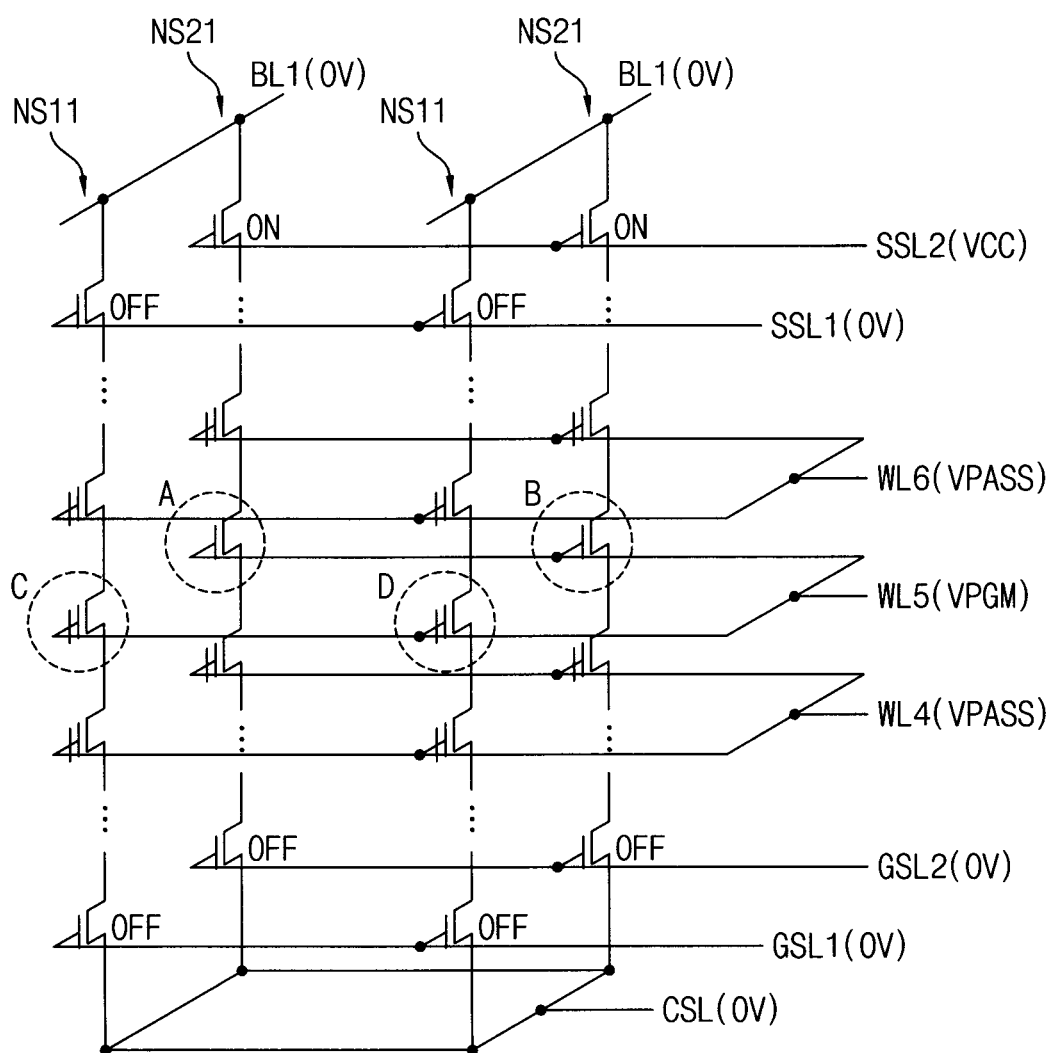 NS21
NS21
BL1(0V)
BL1(0V)
NS11
NS11
ON
ON
SSL2(VCC)
OFF
OFF
SSL1(0V)
WL6(VPASS)
A
B
C
D
WL5(VPGM)
WL4(VPASS)
OFF
OFF
GSL2(0V)
OFF
OFF
GSL1(0V)
CSL(0V)